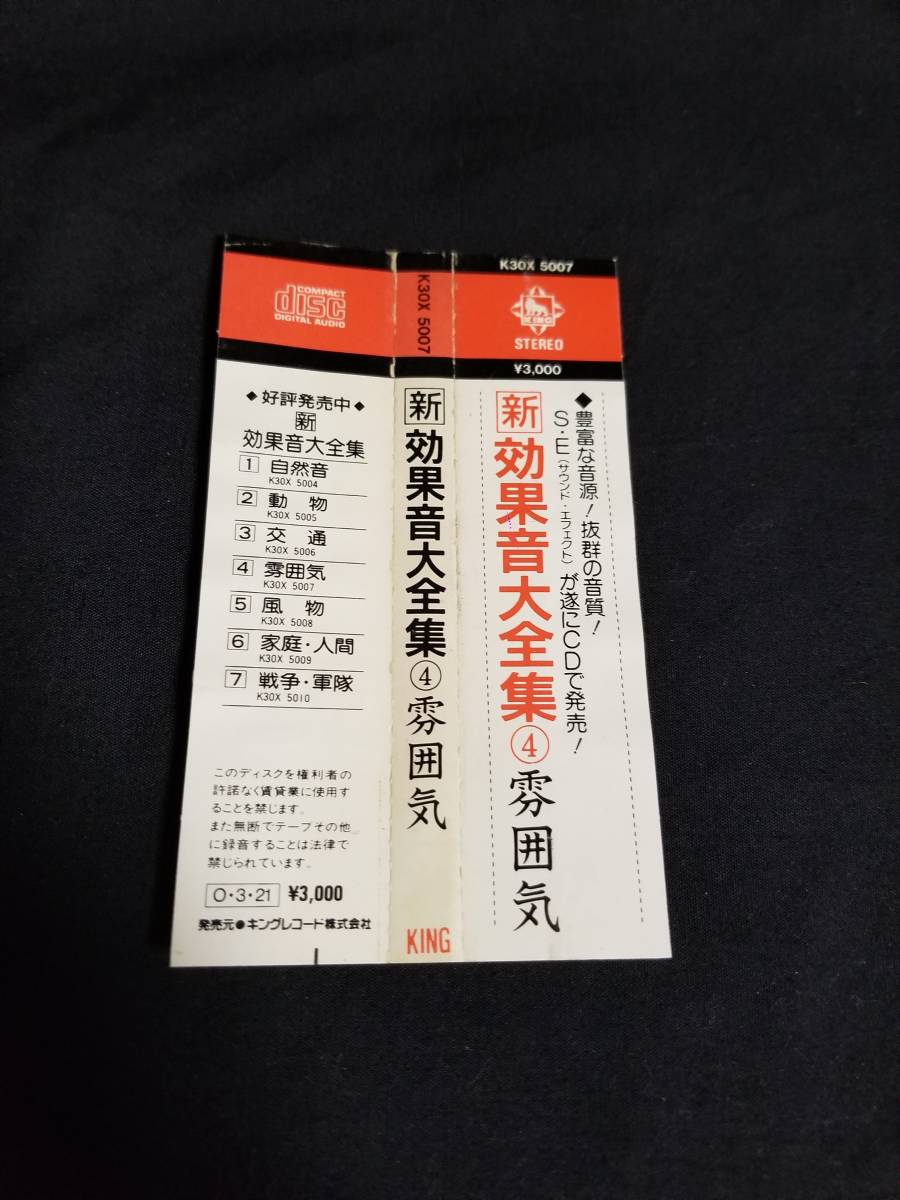 COMPACT
disc
DIGITAL AUDIO
◆好評発売中◆
新
効果音大全集
1 自然音
K30X 5004
2 動物
K30X 5005
3 交通
K30X 5006
4 雰囲気
K30X 5007
5 風物
K30X 5008
6 家庭・人間
K30X 5009
7 戦争・軍隊
K30X 5010
このディスクを権利者の
許諾なく賃貸業に使用す
ることを禁じます。
また無断でテープその他
に録音することは法律で
禁じられています。
O・3・21 ¥3,000
発売元●キングレコード株式会社
K30X 5007
新効果音大全集④雰囲気
KING
K30X 5007
KING
STEREO
¥3,000
◆豊富な音源!抜群の音質!
S・E(サウンド・エフェクト)が遂にCDで発売!
新効果音大全集④雰囲気